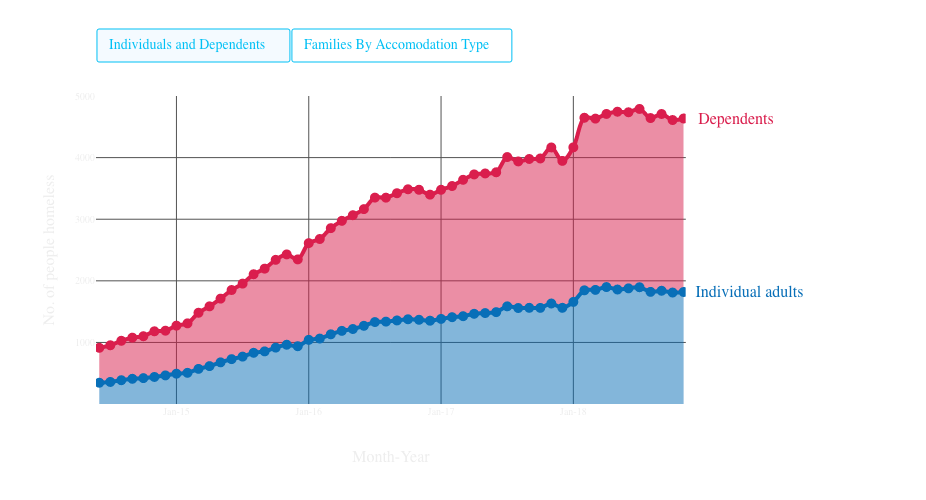 Individuals and Dependents
Families By Accomodation Type
5000
Dependents
4000
No. of people homeless
3000
2000
Individual adults
1000
Jan-15
Jan-16
Jan-17
Jan-18
Month-Year